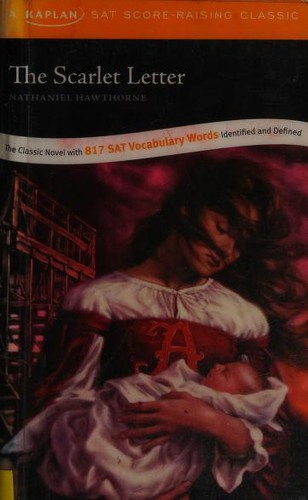 A KAPLAN SAT SCORE-RAISING CLASSIC
The Scarlet Letter
NATHANIEL HAWTHORNE
The Classic Novel with 817 SAT Vocabulary Words Identified and Defined
A